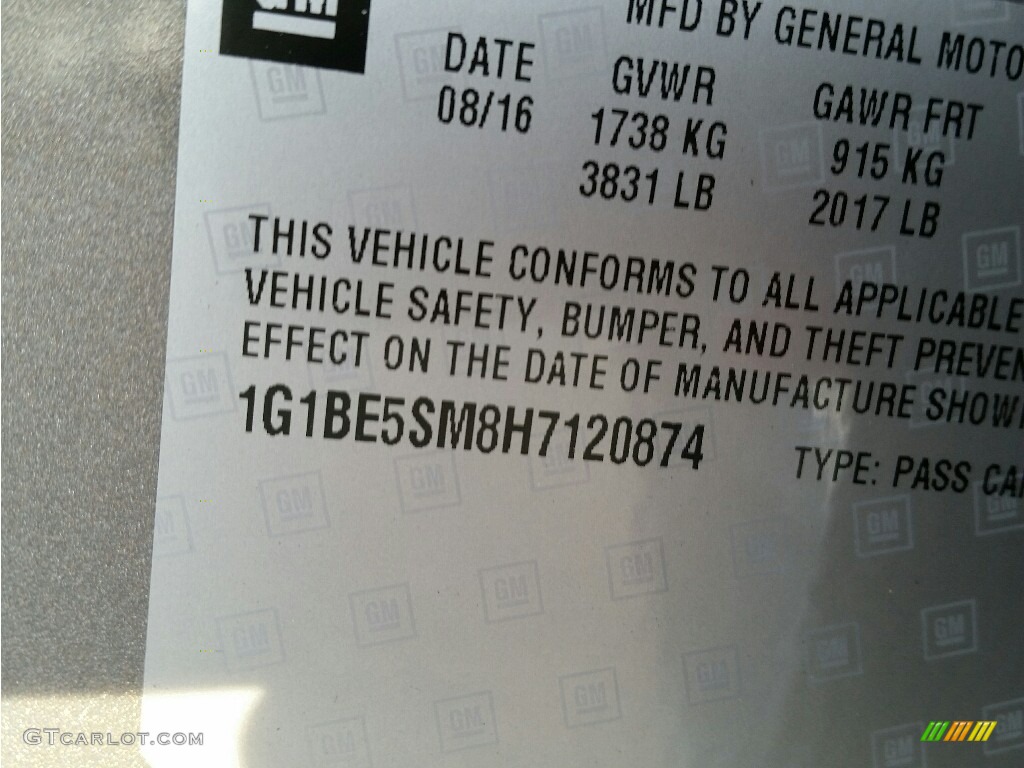 GM
MFD BY GENERAL MOTO
DATE GVWR GAWR FRT
08/16 1738 KG 915 KG
3831 LB 2017 LB
THIS VEHICLE CONFORMS TO ALL APPLICABLE
VEHICLE SAFETY, BUMPER, AND THEFT PREVEN
EFFECT ON THE DATE OF MANUFACTURE SHOW
1G1BE5SM8H7120874
TYPE: PASS CA
GTCARLOT.COM